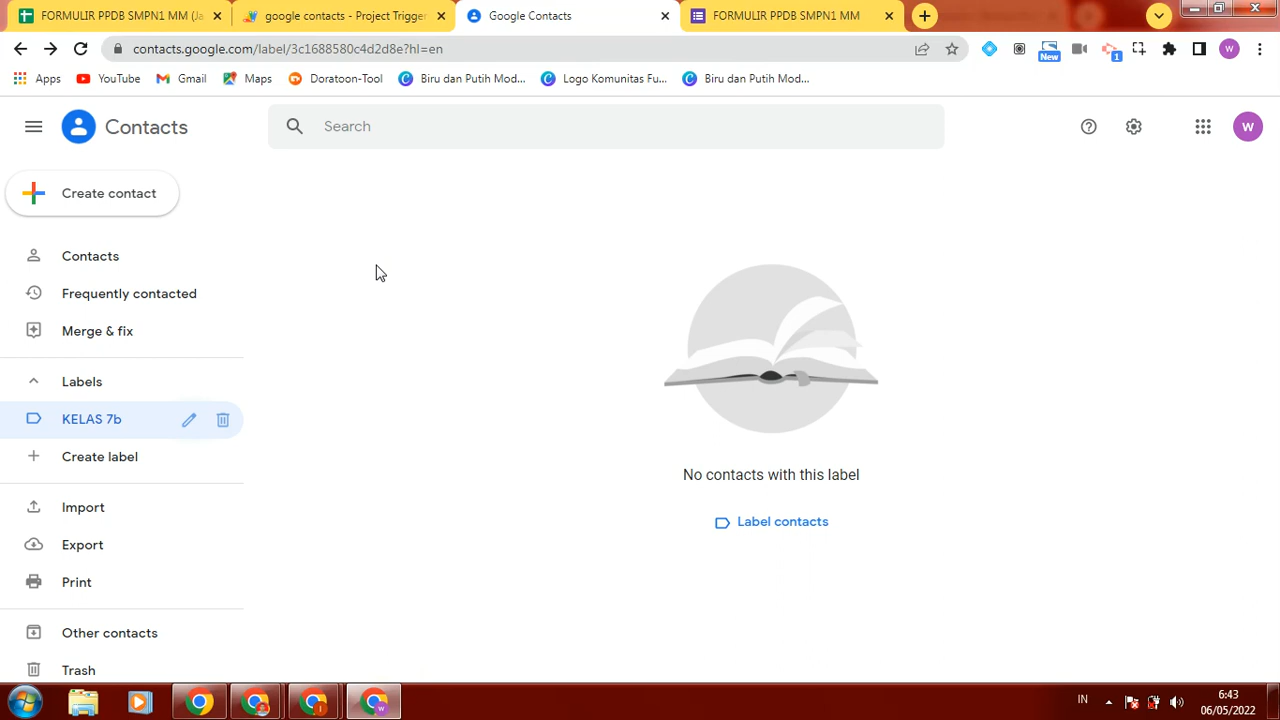 FORMULIR PPDB SMPN1 MM (Ja
google contacts - Project Trigger
Google Contacts
FORMULIR PPDB SMPN1 MM
contacts.google.com/label/3c1688580c4d2d8e?hl=en
New
1
W
Apps
YouTube
Gmail
Maps
Doratoon-Tool
Biru dan Putih Mod...
Logo Komunitas Fu...
Biru dan Putih Mod...
Contacts
Search
W
Create contact
Contacts
Frequently contacted
Merge & fix
Labels
KELAS 7b
Create label
Import
Export
Print
Other contacts
Trash
No contacts with this label
Label contacts
IN
6:43
06/05/2022